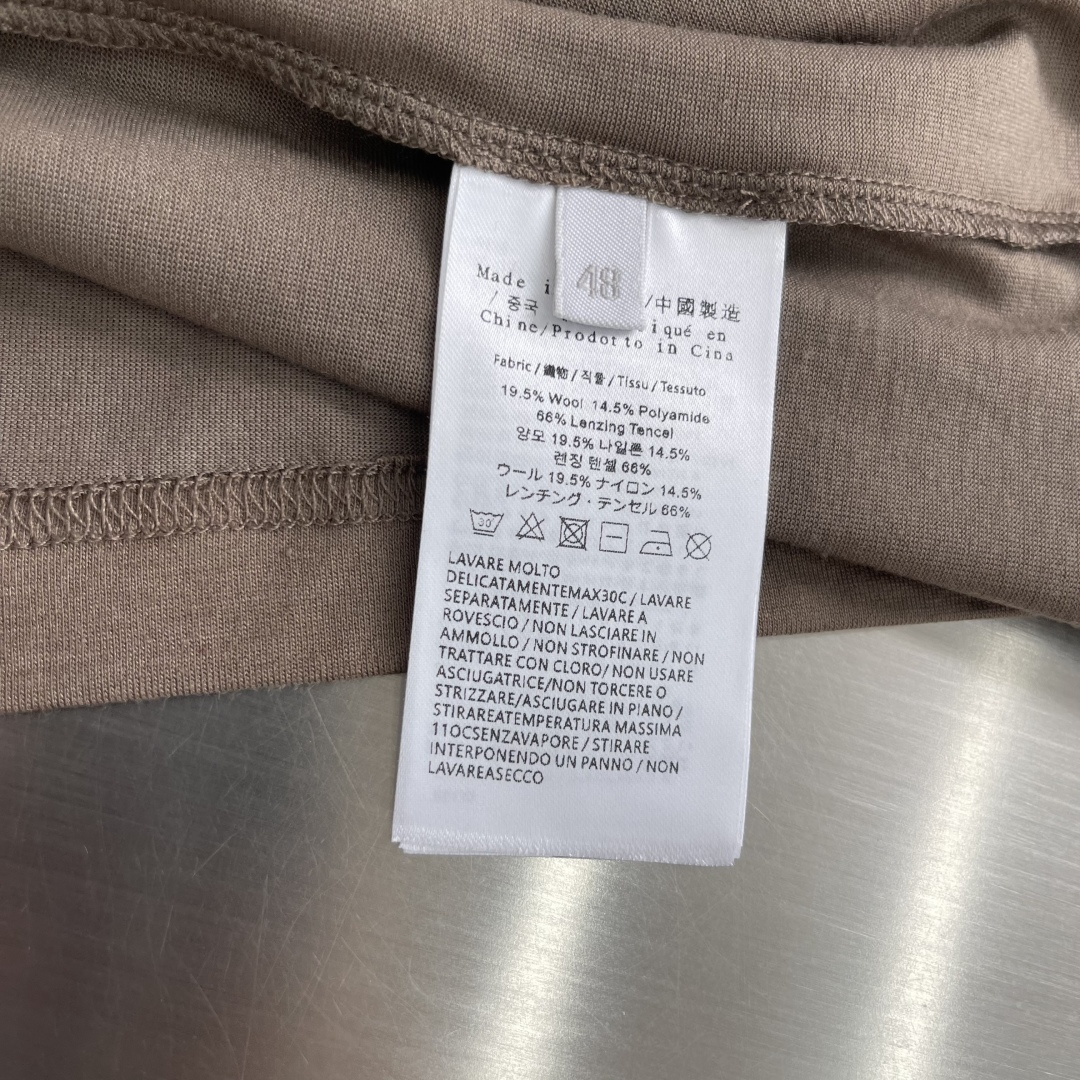 48
Made i /中國製造
/ 중국 iqué en
Chine/Prodotto in Cina
Fabric/織物/직물/Tissu/Tessuto
19.5% Wool 14.5% Polyamide
66% Lenzing Tencel
양모 19.5% 나일론 14.5%
렌징 텐셀 66%
ウール 19.5% ナイロン 14.5%
レンチング・テンセル 66%
30°
LAVARE MOLTO
DELICATAMENTEMAX30C / LAVARE
SEPARATAMENTE / LAVARE A
ROVESCIO / NON LASCIARE IN
AMMOLLO / NON STROFINARE / NON
TRATTARE CON CLORO/ NON USARE
ASCIUGATRICE/NON TORCERE O
STRIZZARE/ASCIUGARE IN PIANO /
STIRAREATEMPERATURA MASSIMA
110CSENZAVAPORE / STIRARE
INTERPONENDO UN PANNO / NON
LAVAREASECCO